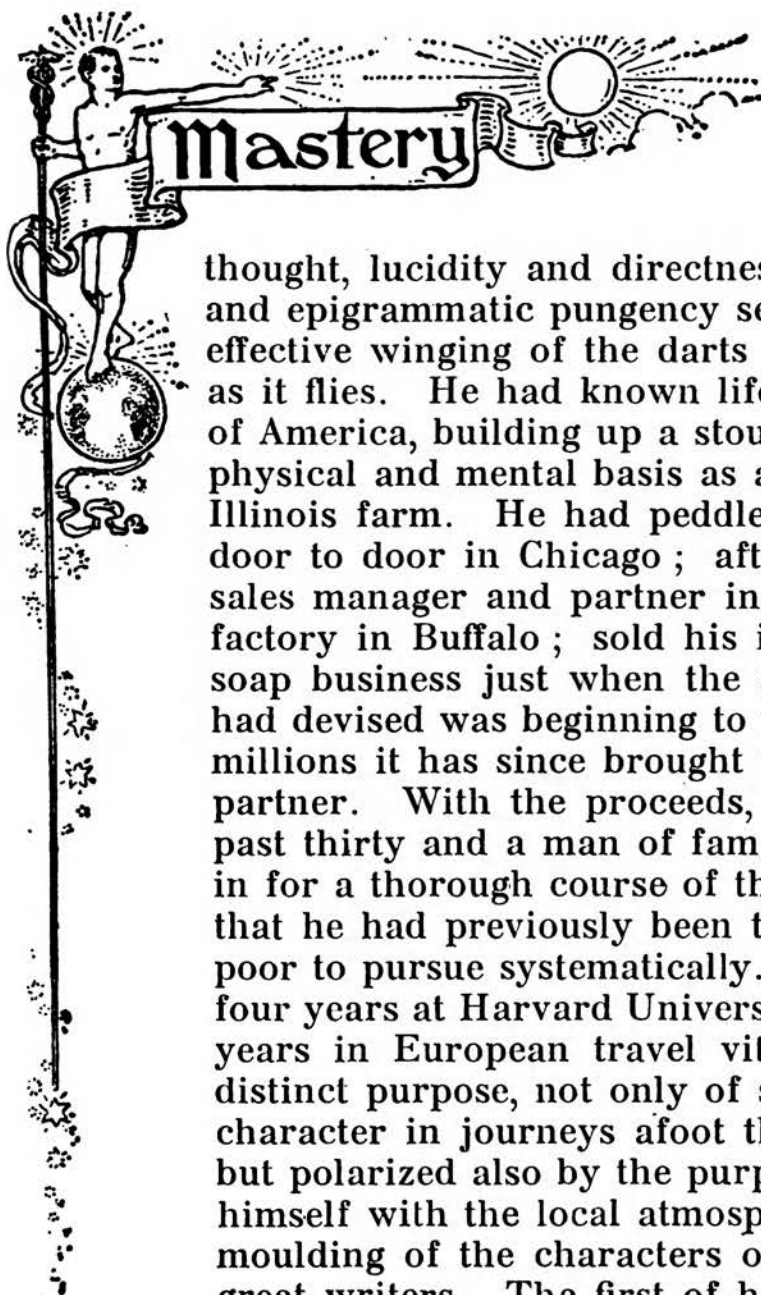 Mastery
thought, lucidity and directnes
and epigrammatic pungency se
effective winging of the darts
as it flies. He had known life
of America, building up a stou
physical and mental basis as a
Illinois farm. He had peddle
door to door in Chicago ; aft
sales manager and partner in
factory in Buffalo ; sold his i
soap business just when the
had devised was beginning to
millions it has since brought
partner. With the proceeds,
past thirty and a man of fam
in for a thorough course of th
that he had previously been t
poor to pursue systematically.
four years at Harvard Univers
years in European travel vit
distinct purpose, not only of s
character in journeys afoot th
but polarized also by the purp
himself with the local atmosp
moulding of the characters o
great writers. The first of h